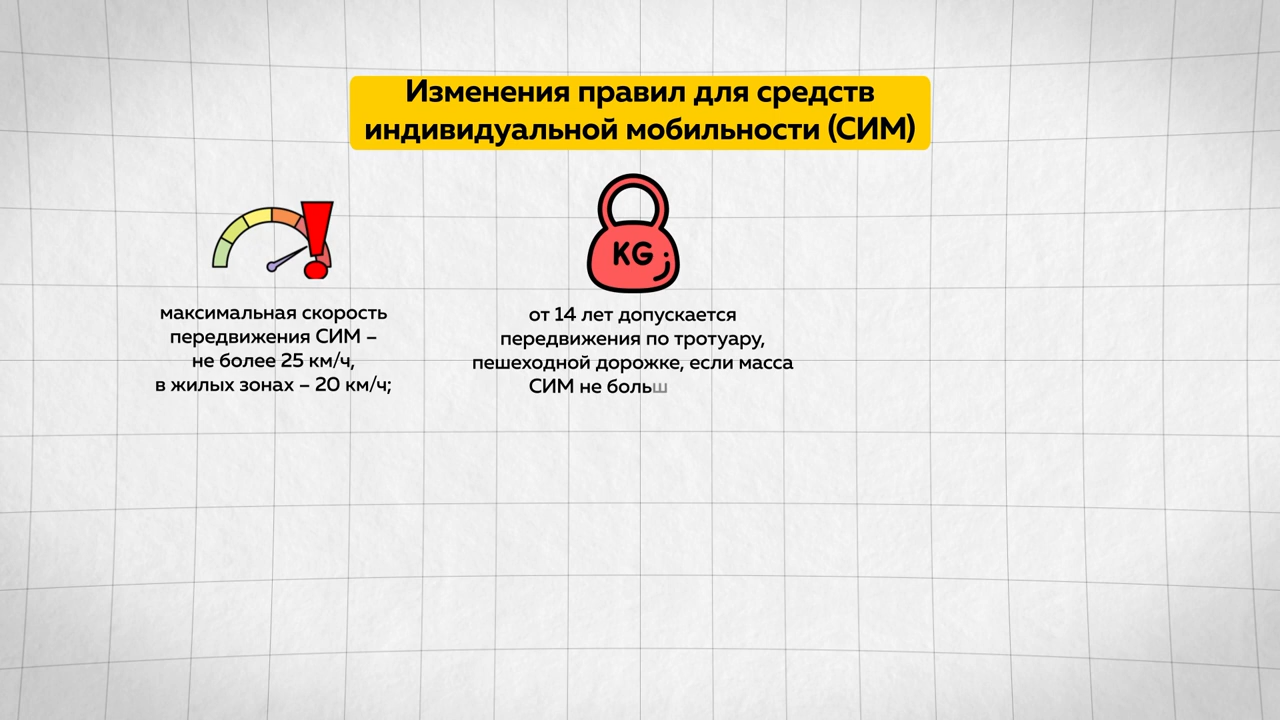 Изменения правил для средств
индивидуальной мобильности (СИМ)
KG
максимальная скорость
передвижения СИМ –
не более 25 км/ч,
в жилых зонах – 20 км/ч;
от 14 лет допускается
передвижения по тротуару,
пешеходной дорожке, если масса
СИМ не больш